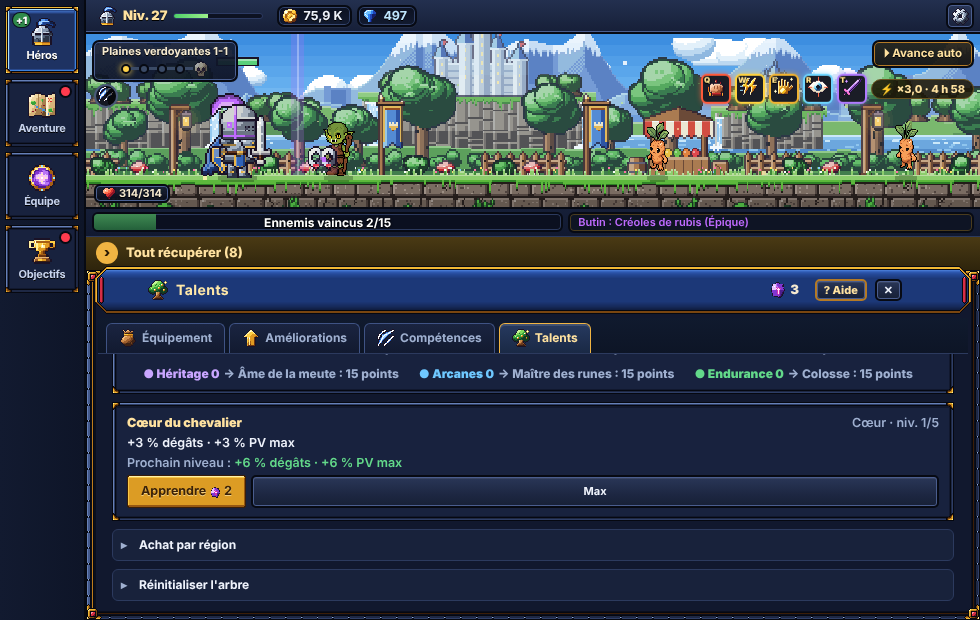 +1
Héros
Aventure
Équipe
Objectifs
Niv. 27
75,9 K
497
Plaines verdoyantes 1-1
Avance auto
Q
W
E
R
T
×3,0 · 4 h 58
314/314
Ennemis vaincus 2/15
Butin : Créoles de rubis (Épique)
Tout récupérer (8)
Talents
3
? Aide
×
Équipement
Améliorations
Compétences
Talents
Héritage 0 → Âme de la meute : 15 points
Arcanes 0 → Maître des runes : 15 points
Endurance 0 → Colosse : 15 points
Cœur du chevalier
Cœur · niv. 1/5
+3 % dégâts · +3 % PV max
Prochain niveau : +6 % dégâts · +6 % PV max
Apprendre 2
Max
Achat par région
Réinitialiser l'arbre